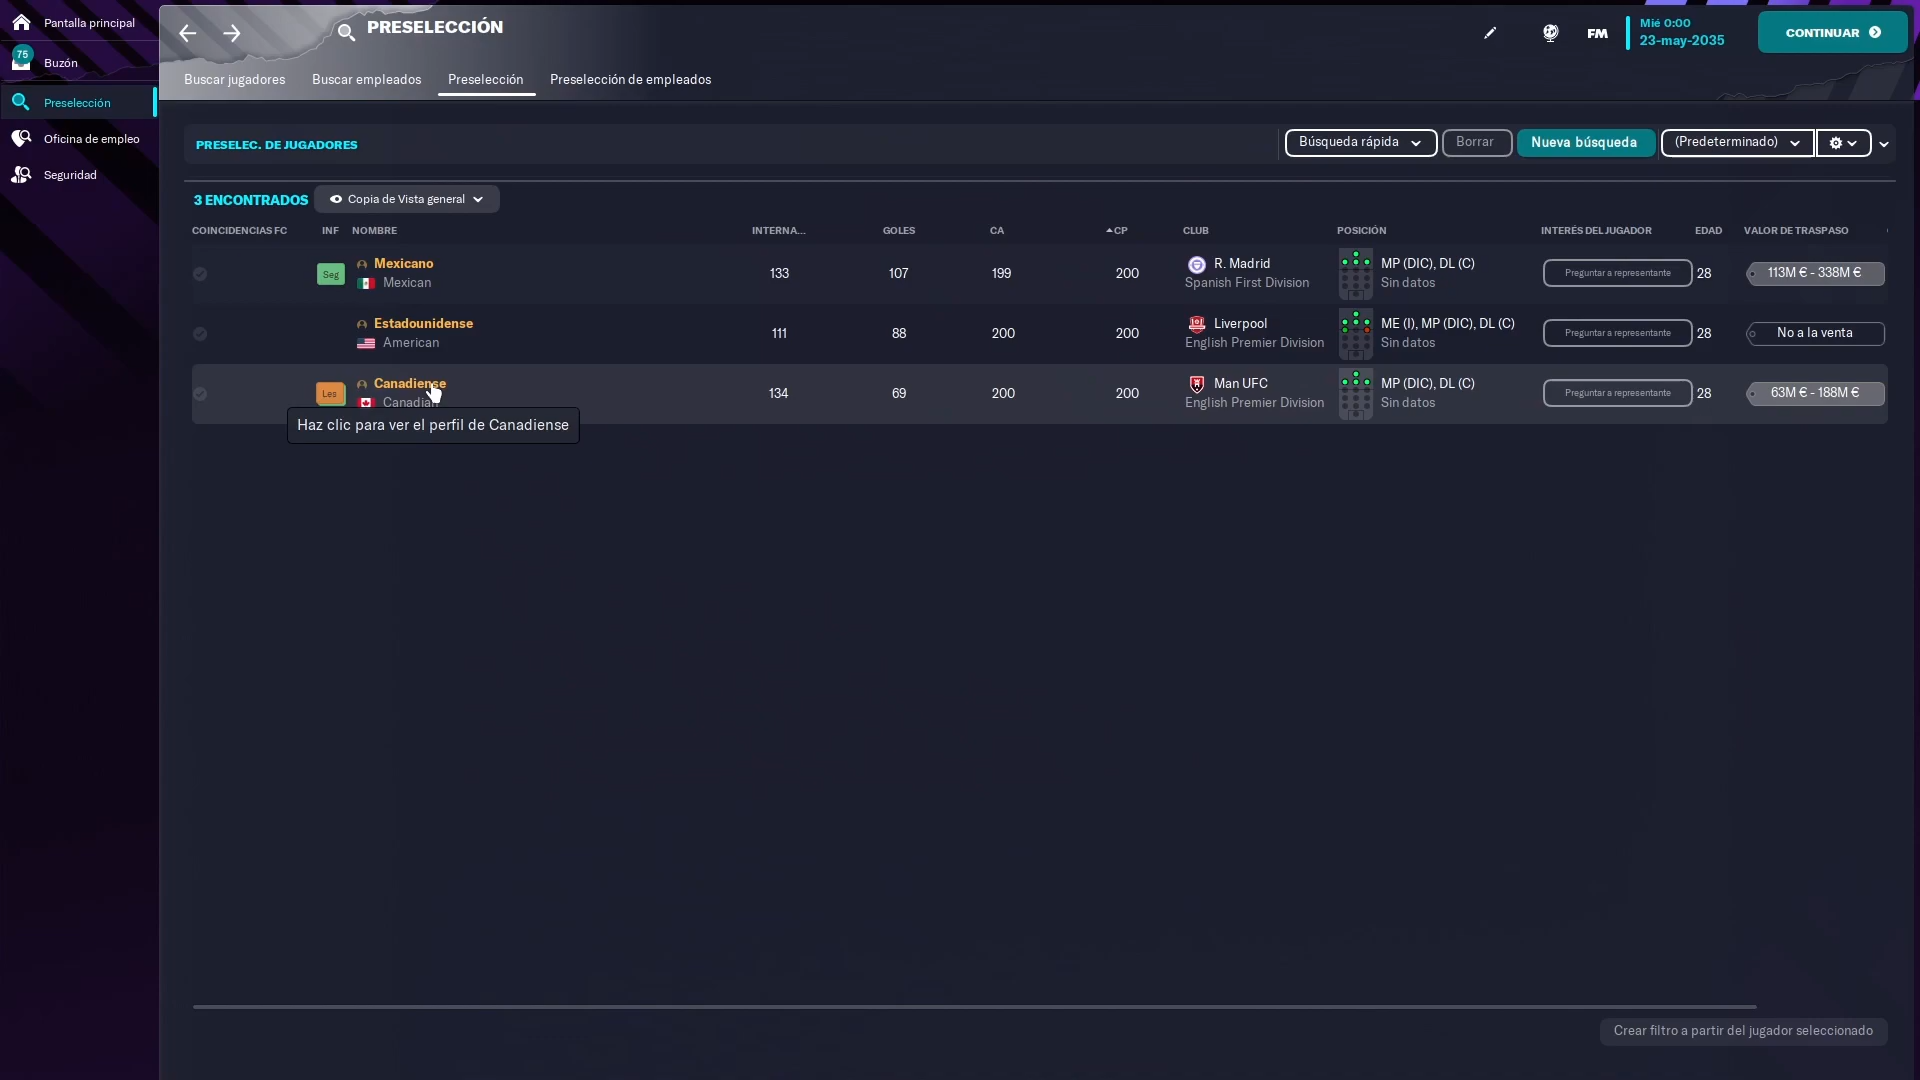 Pantalla principal
75
Buzón
Preselección
Oficina de empleo
Seguridad
PRESELECCIÓN
FM
Mié 0:00
23-may-2035
CONTINUAR
Buscar jugadores
Buscar empleados
Preselección
Preselección de empleados
PRESELEC. DE JUGADORES
Búsqueda rápida
Borrar
Nueva búsqueda
(Predeterminado)
3 ENCONTRADOS
Copia de Vista general
COINCIDENCIAS FC INF NOMBRE INTERNA... GOLES CA CP CLUB POSICIÓN INTERÉS DEL JUGADOR EDAD VALOR DE TRASPASO
Seg Mexicano 133 107 199 200 R. Madrid MP (DIC), DL (C) Preguntar a representante 28 113M € - 338M €
Mexican Spanish First Division Sin datos
Estadounidense 111 88 200 200 Liverpool ME (I), MP (DIC), DL (C) Preguntar a representante 28 No a la venta
American English Premier Division Sin datos
Les Canadiense 134 69 200 200 Man UFC MP (DIC), DL (C) Preguntar a representante 28 63M € - 188M €
Canadian English Premier Division Sin datos
Haz clic para ver el perfil de Canadiense
Crear filtro a partir del jugador seleccionado